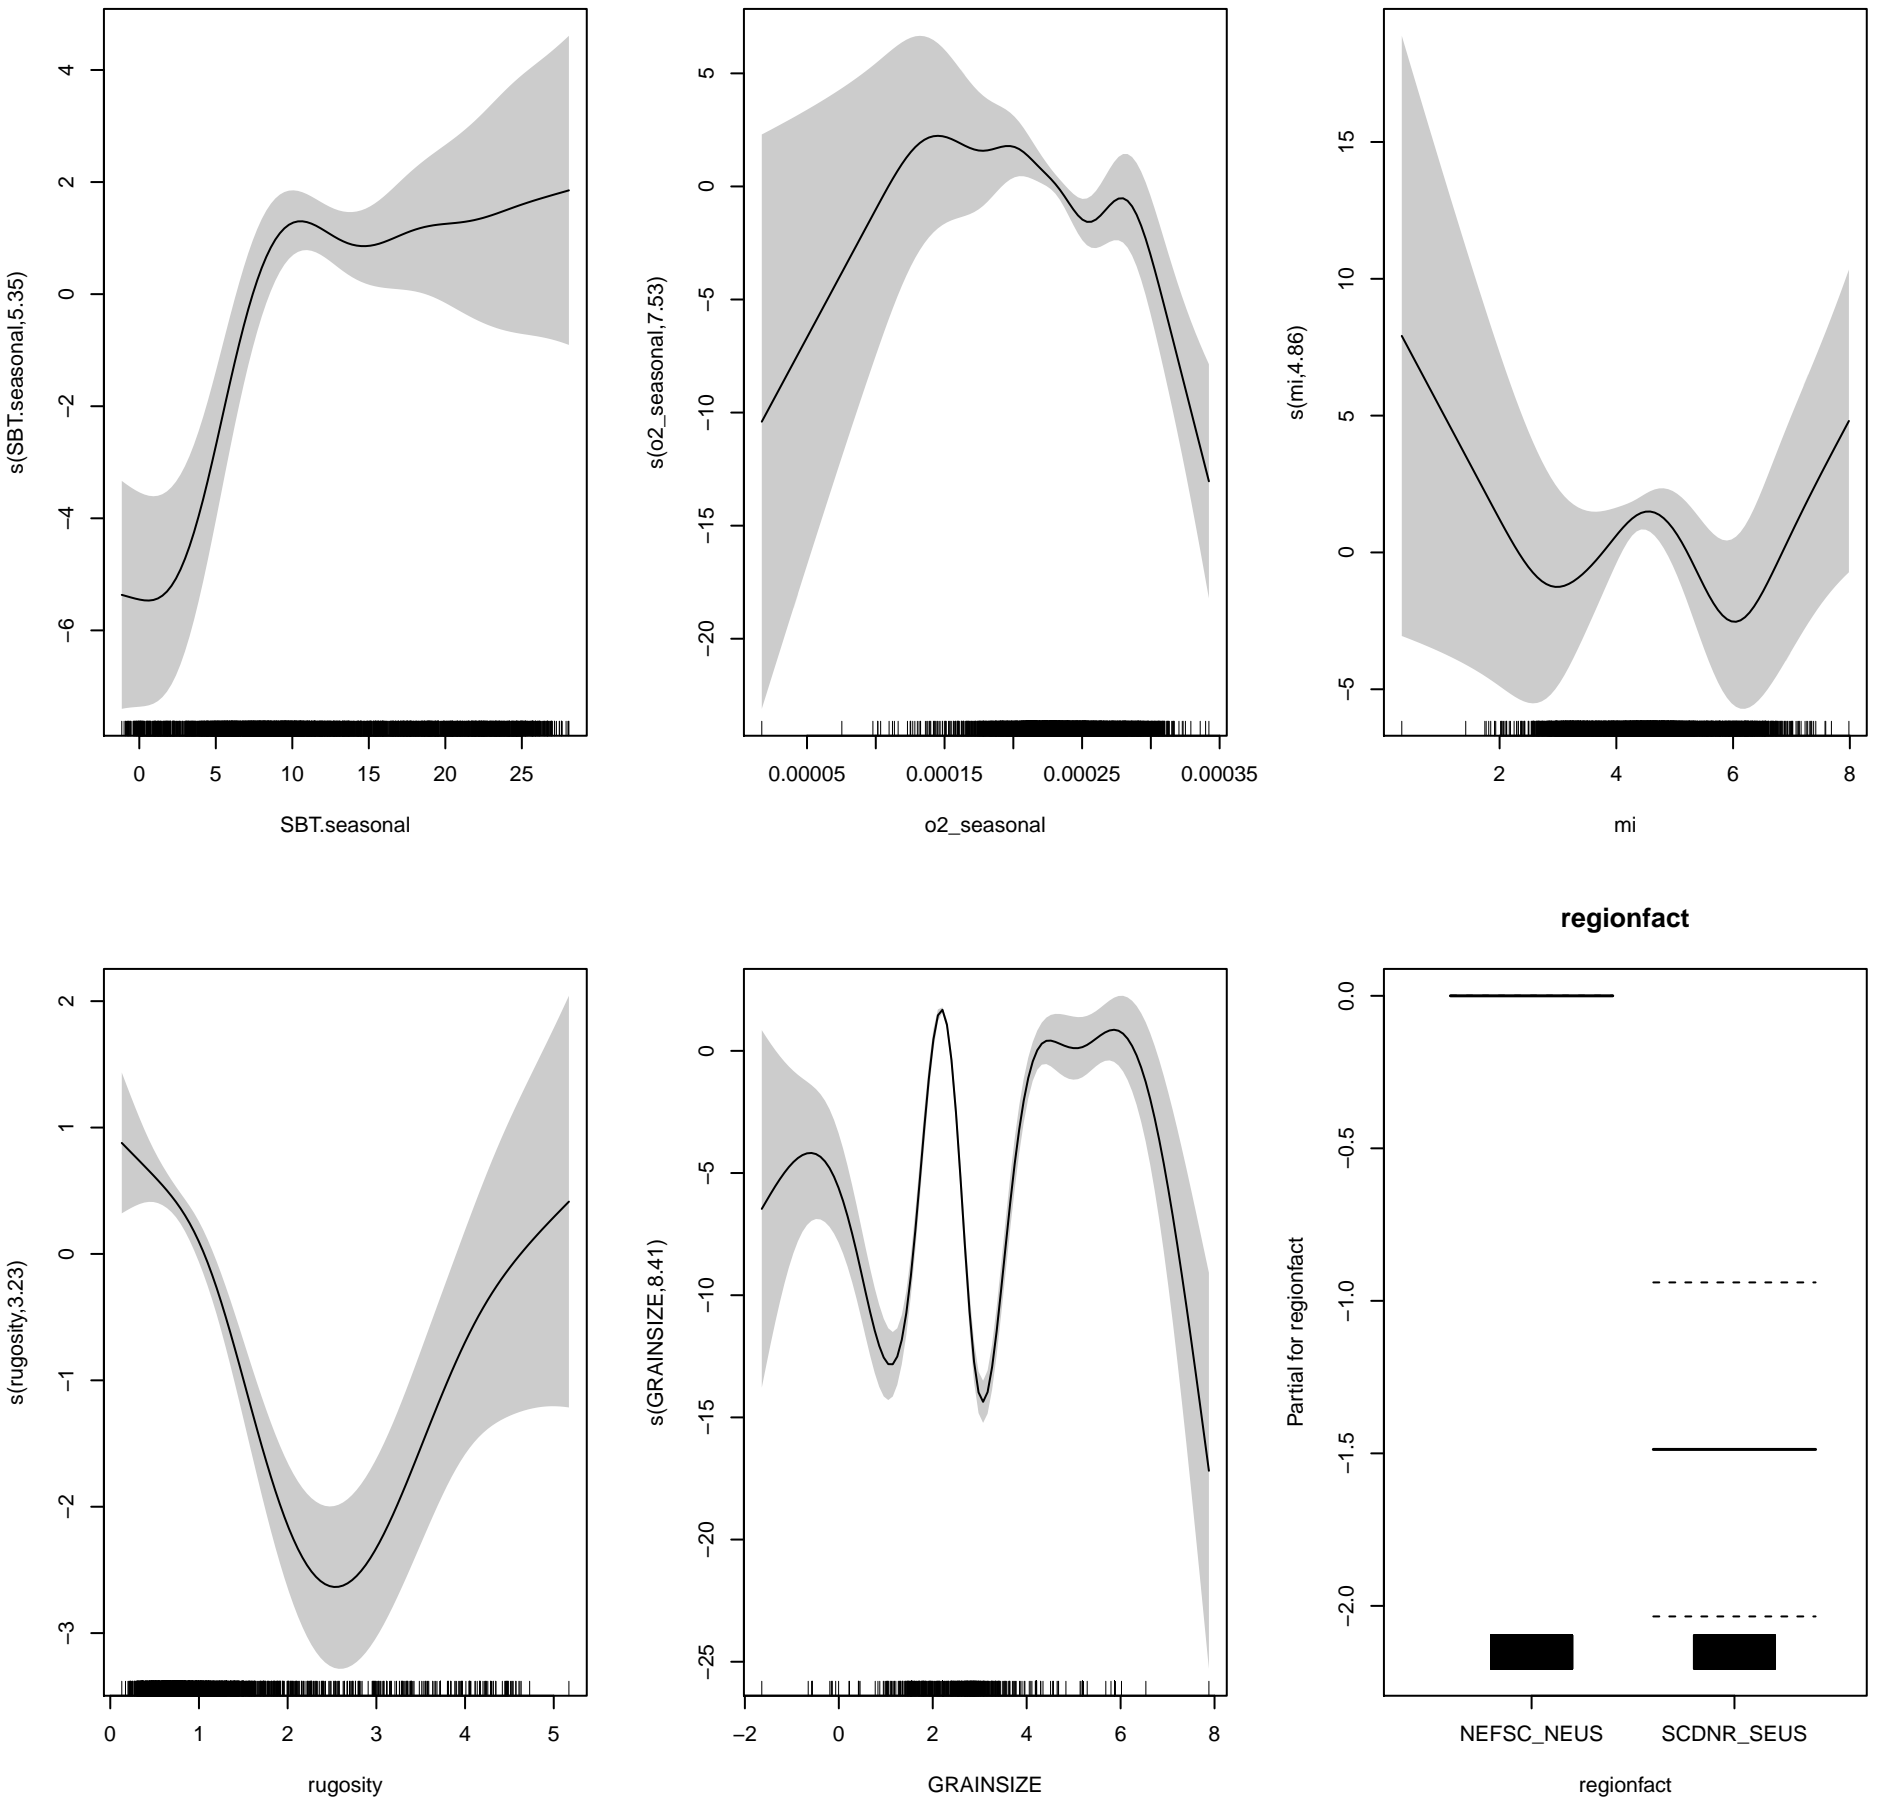 s(SBT.seasonal,5.35)
4
2
0
−2
−4
−6
0 5 10 15 20 25
SBT.seasonal
s(o2_seasonal,7.53)
5
0
−5
−10
−15
−20
0.00005 0.00015 0.00025 0.00035
o2_seasonal
s(mi,4.86)
15
10
5
0
−5
2 4 6 8
mi
s(rugosity,3.23)
2
1
0
−1
−2
−3
0 1 2 3 4 5
rugosity
s(GRAINSIZE,8.41)
0
−5
−10
−15
−20
−25
−2 0 2 4 6 8
GRAINSIZE
regionfact
Partial for regionfact
0.0
−0.5
−1.0
−1.5
−2.0
NEFSC_NEUS SCDNR_SEUS
regionfact